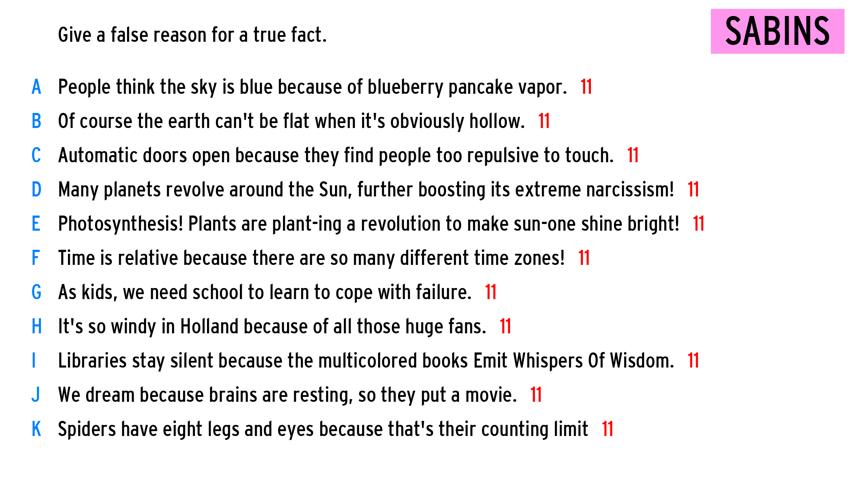 Give a false reason for a true fact.
SABINS
A People think the sky is blue because of blueberry pancake vapor. 11
B Of course the earth can't be flat when it's obviously hollow. 11
C Automatic doors open because they find people too repulsive to touch. 11
D Many planets revolve around the Sun, further boosting its extreme narcissism! 11
E Photosynthesis! Plants are plant-ing a revolution to make sun-one shine bright! 11
F Time is relative because there are so many different time zones! 11
G As kids, we need school to learn to cope with failure. 11
H It's so windy in Holland because of all those huge fans. 11
I Libraries stay silent because the multicolored books Emit Whispers Of Wisdom. 11
J We dream because brains are resting, so they put a movie. 11
K Spiders have eight legs and eyes because that's their counting limit 11